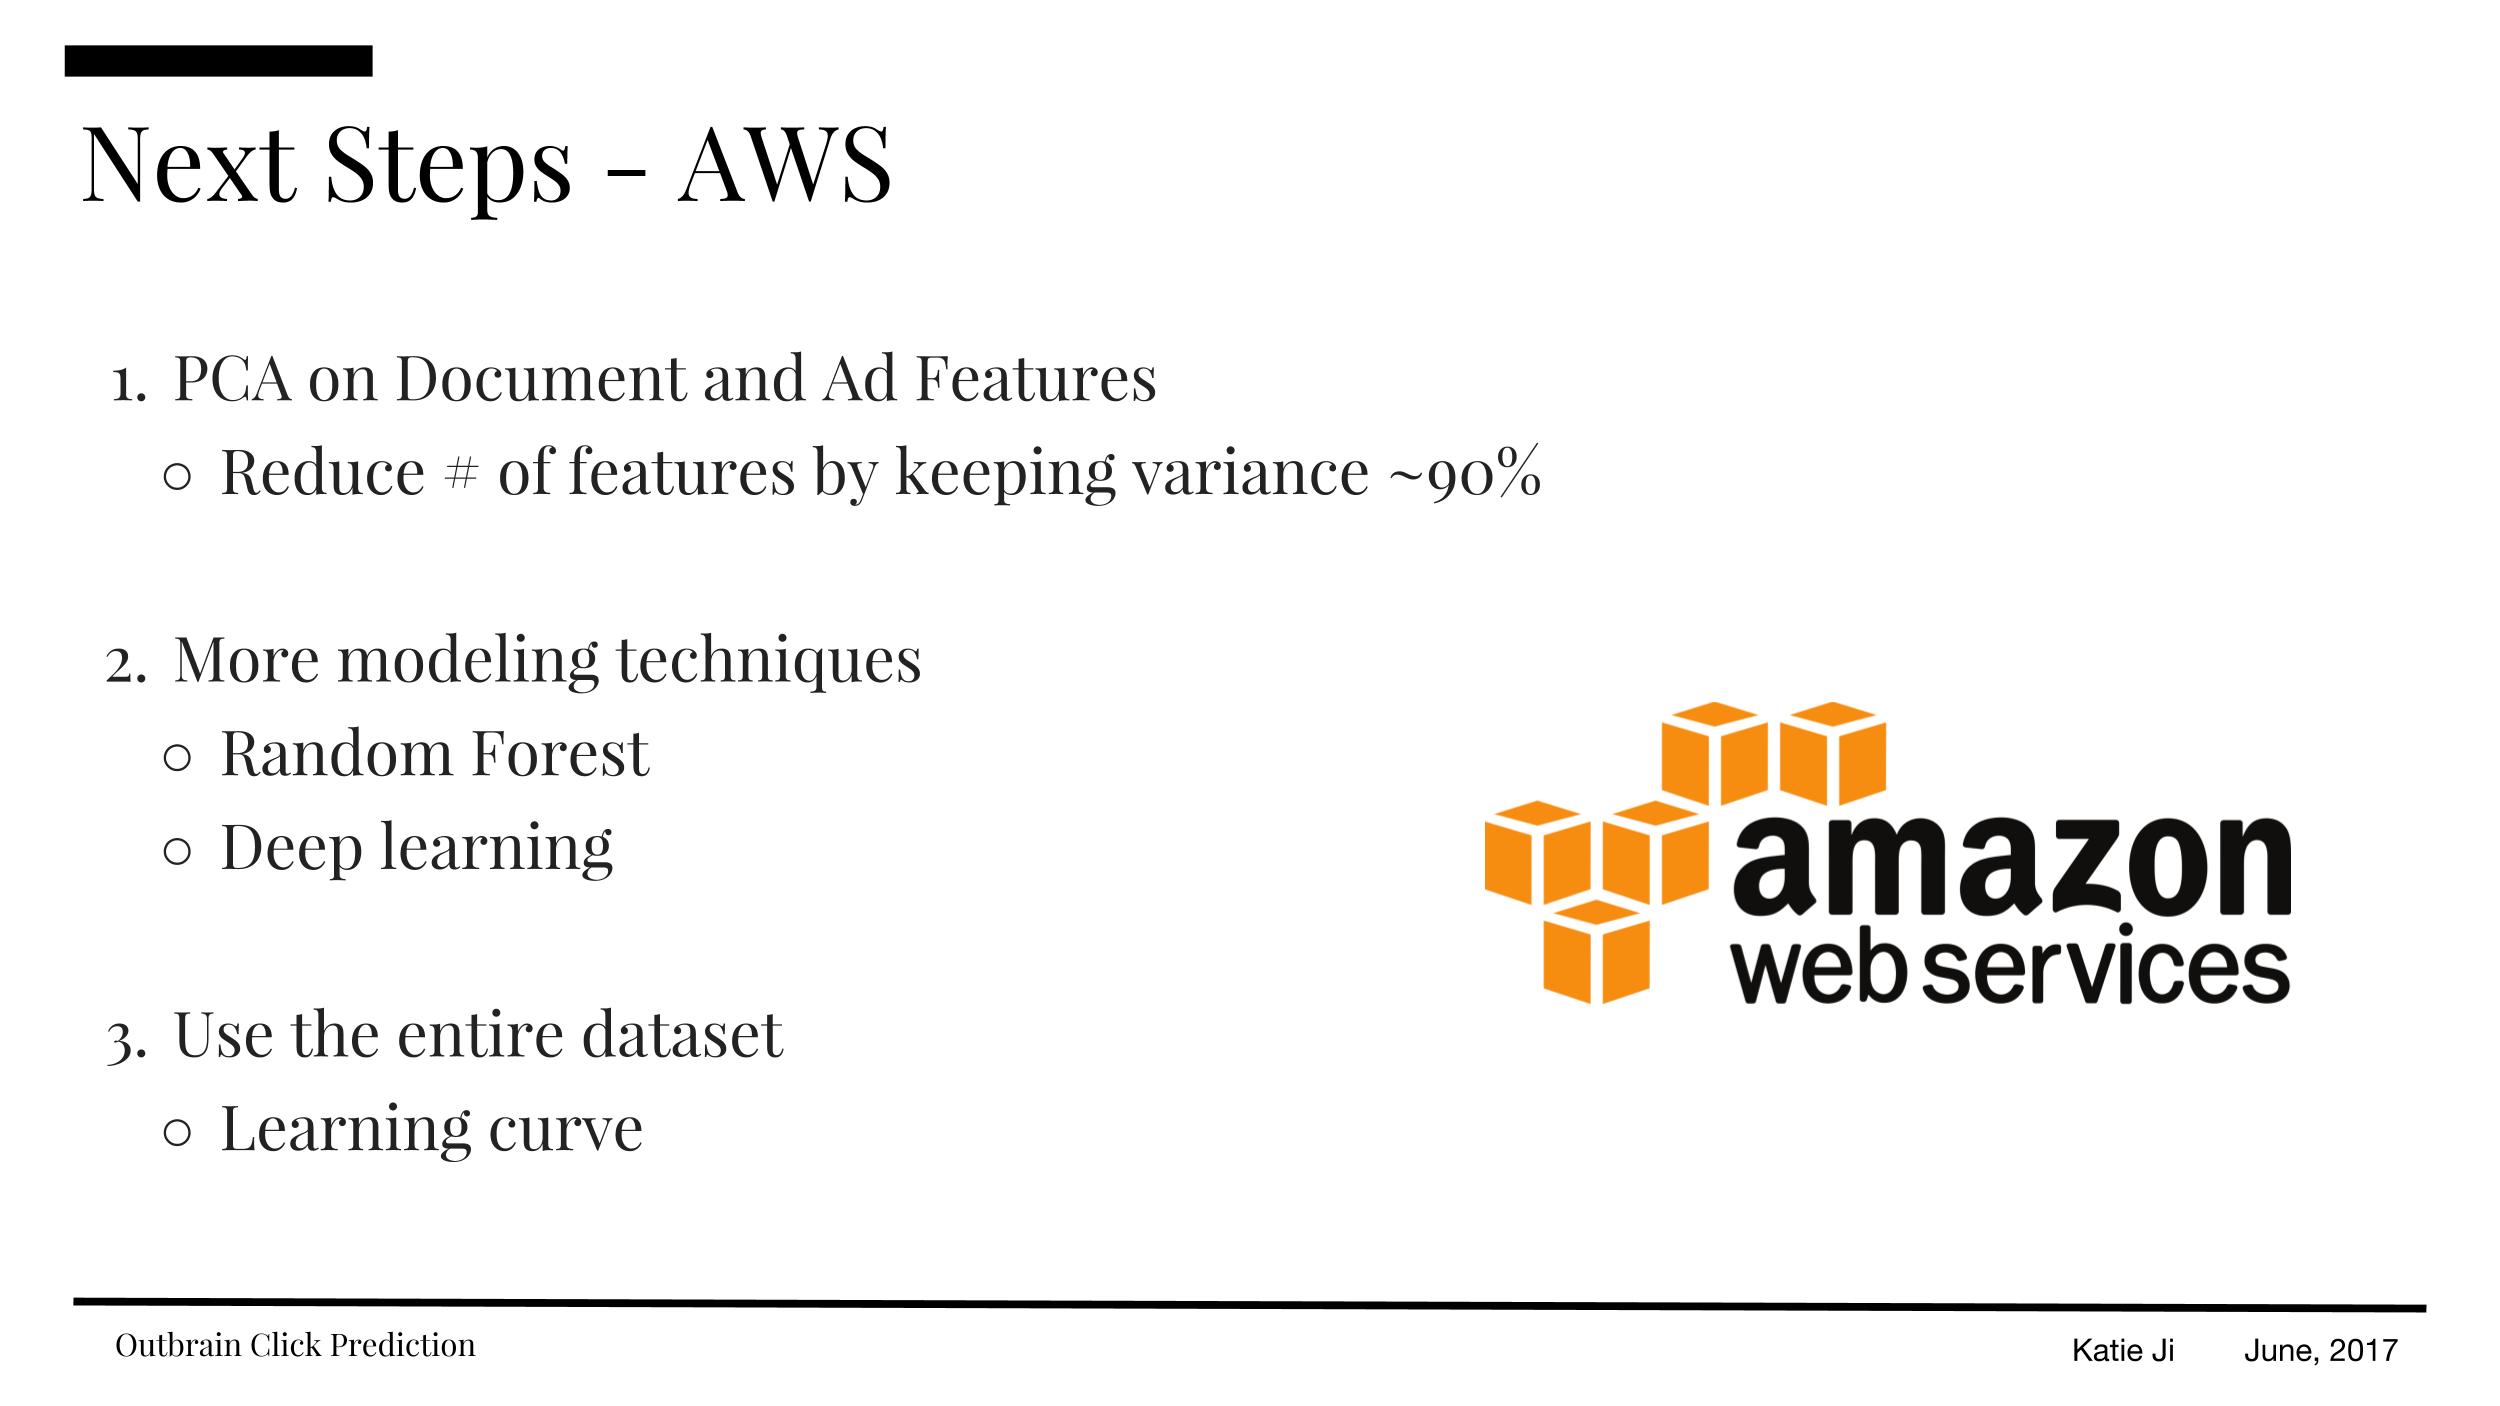 Next Steps – AWS
1. PCA on Document and Ad Features
○ Reduce # of features by keeping variance ~90%
2. More modeling techniques
○ Random Forest
○ Deep learning
amazon
web services
3. Use the entire dataset
○ Learning curve
Outbrain Click Prediction
Katie Ji June, 2017